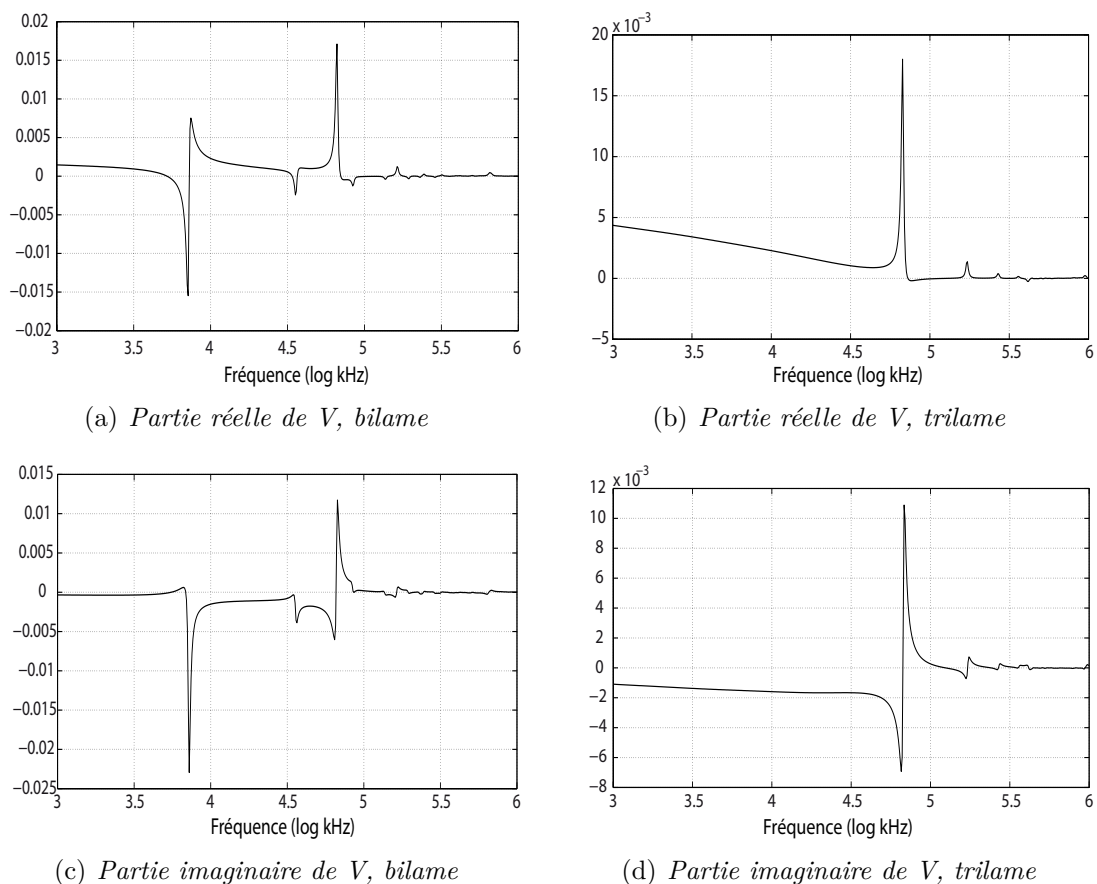 0.02
0.015
0.01
0.005
0
−0.005
−0.01
−0.015
−0.02
3 3.5 4 4.5 5 5.5 6
Fréquence (log kHz)
(a) Partie réelle de V, bilame
20 x 10⁻³
15
10
5
0
−5
3 3.5 4 4.5 5 5.5 6
Fréquence (log kHz)
(b) Partie réelle de V, trilame
0.015
0.01
0.005
0
−0.005
−0.01
−0.015
−0.02
−0.025
3 3.5 4 4.5 5 5.5 6
Fréquence (log kHz)
(c) Partie imaginaire de V, bilame
12 x 10⁻³
10
8
6
4
2
0
−2
−4
−6
−8
3 3.5 4 4.5 5 5.5 6
Fréquence (log kHz)
(d) Partie imaginaire de V, trilame